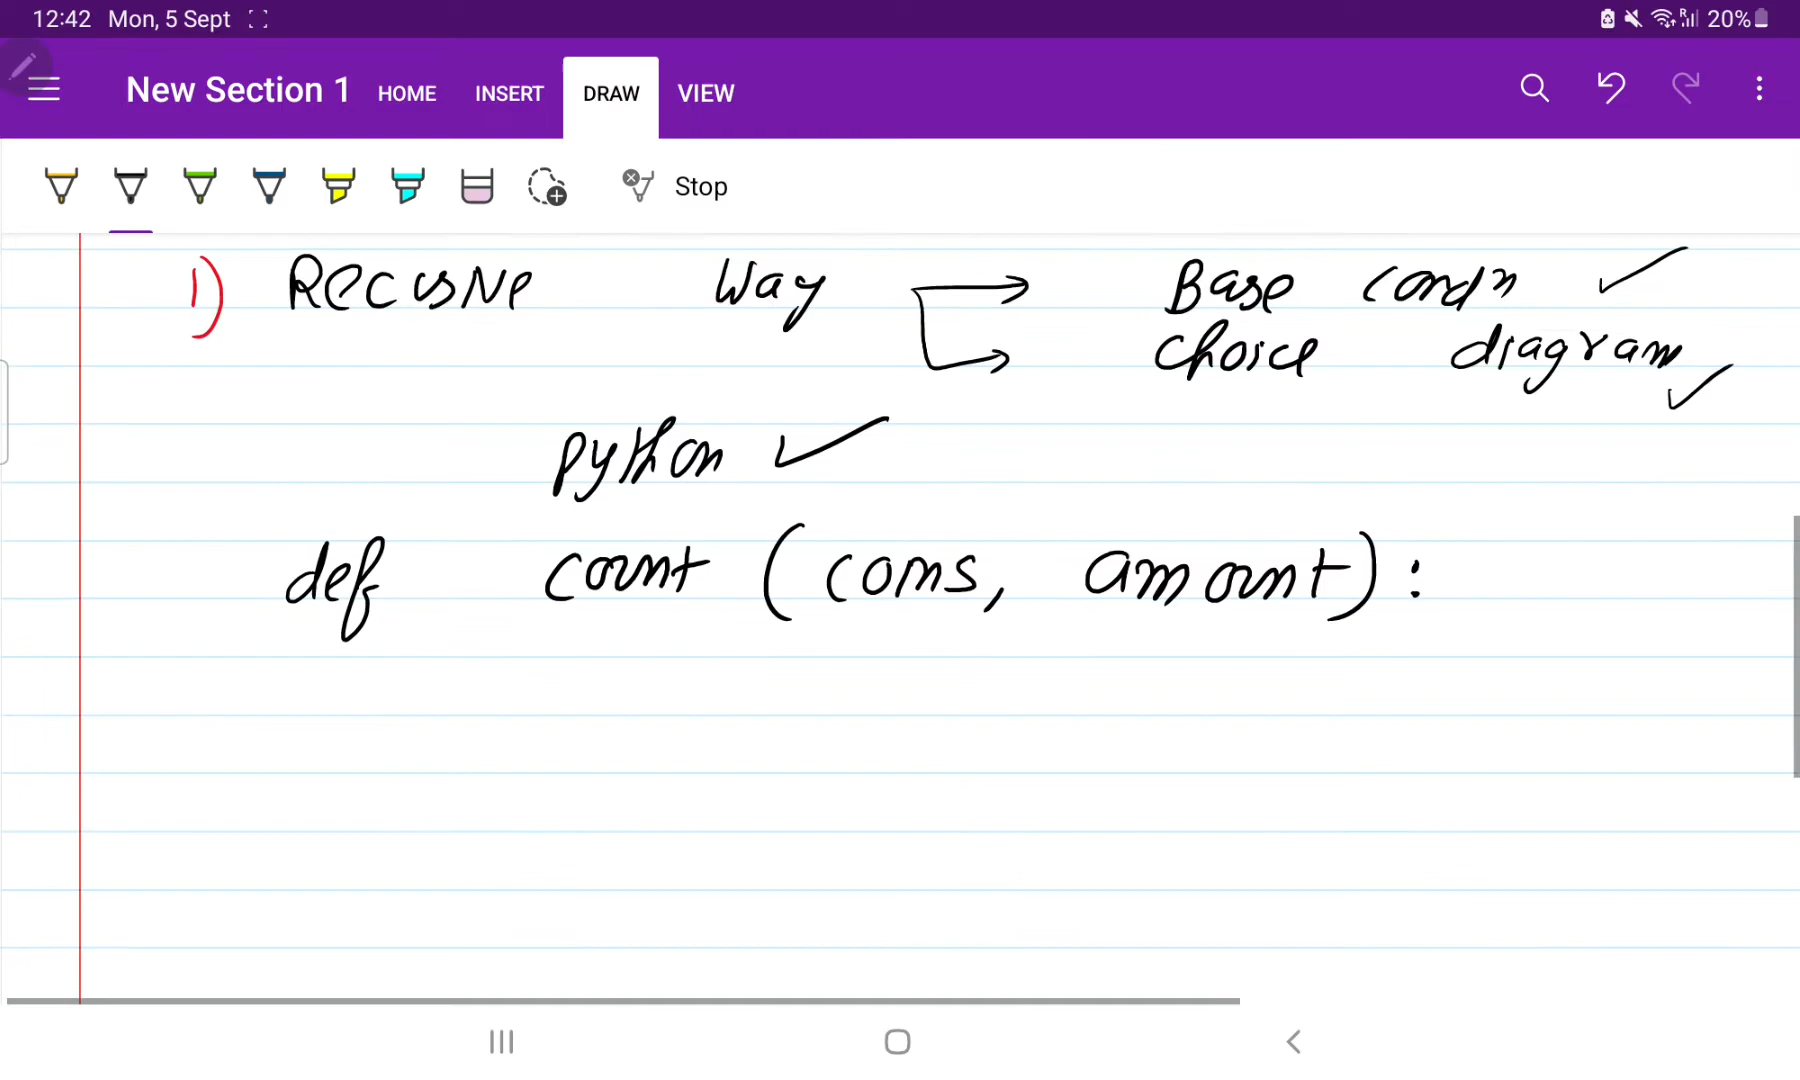 12:42 Mon, 5 Sept 20%
New Section 1 HOME INSERT DRAW VIEW
Stop
1) Recusive Way → Base condn ✓
→ Choice diagram ✓
python ✓
def count (coins, amount):